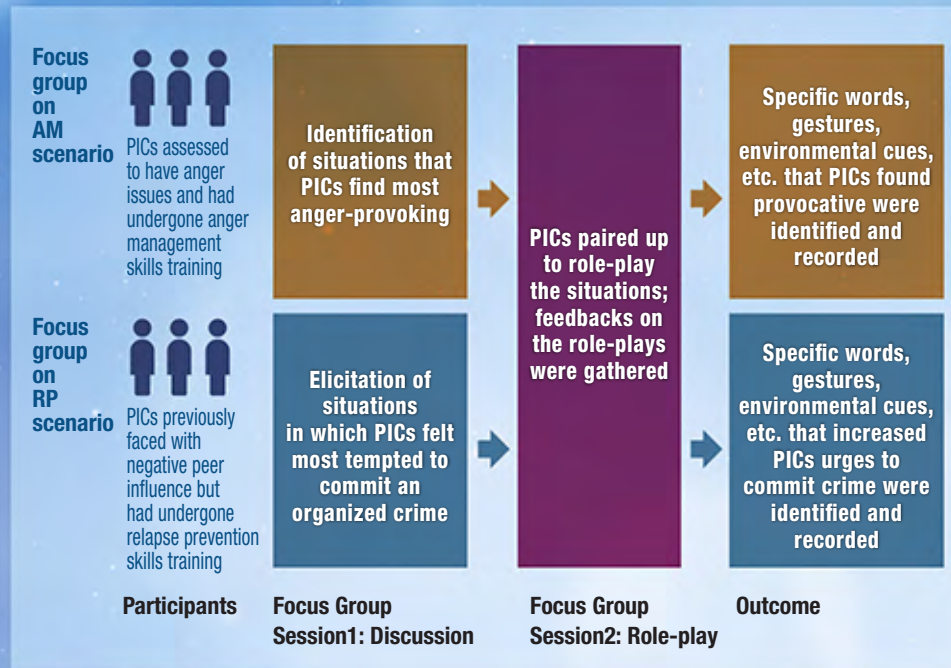 Focus
group
on
AM
scenario
PICs assessed
to have anger
issues and had
undergone anger
management
skills training
Identification
of situations that
PICs find most
anger-provoking
PICs paired up
to role-play
the situations;
feedbacks on
the role-plays
were gathered
Specific words,
gestures,
environmental cues,
etc. that PICs found
provocative were
identified and
recorded
Focus
group
on
RP
scenario
PICs previously
faced with
negative peer
influence but
had undergone
relapse prevention
skills training
Elicitation of
situations
in which PICs felt
most tempted to
commit an
organized crime
Specific words,
gestures,
environmental cues,
etc. that increased
PICs urges to
commit crime were
identified and
recorded
Participants
Focus Group
Session1: Discussion
Focus Group
Session2: Role-play
Outcome